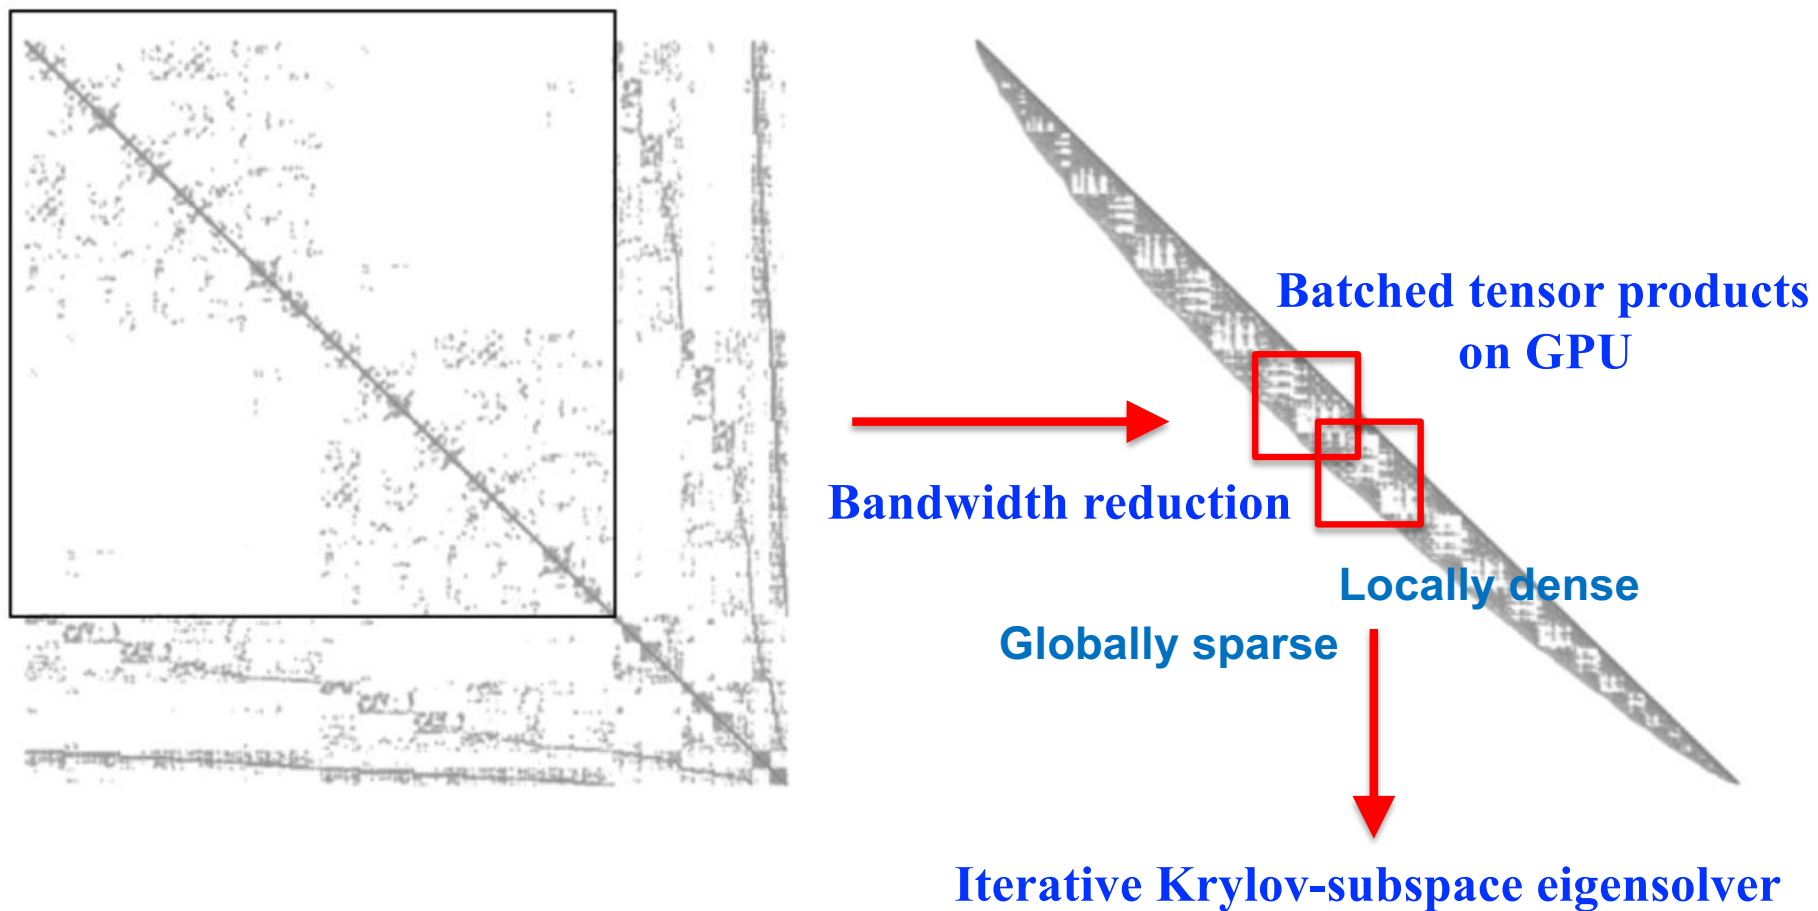 Batched tensor products
on GPU
Bandwidth reduction
Locally dense
Globally sparse
Iterative Krylov-subspace eigensolver